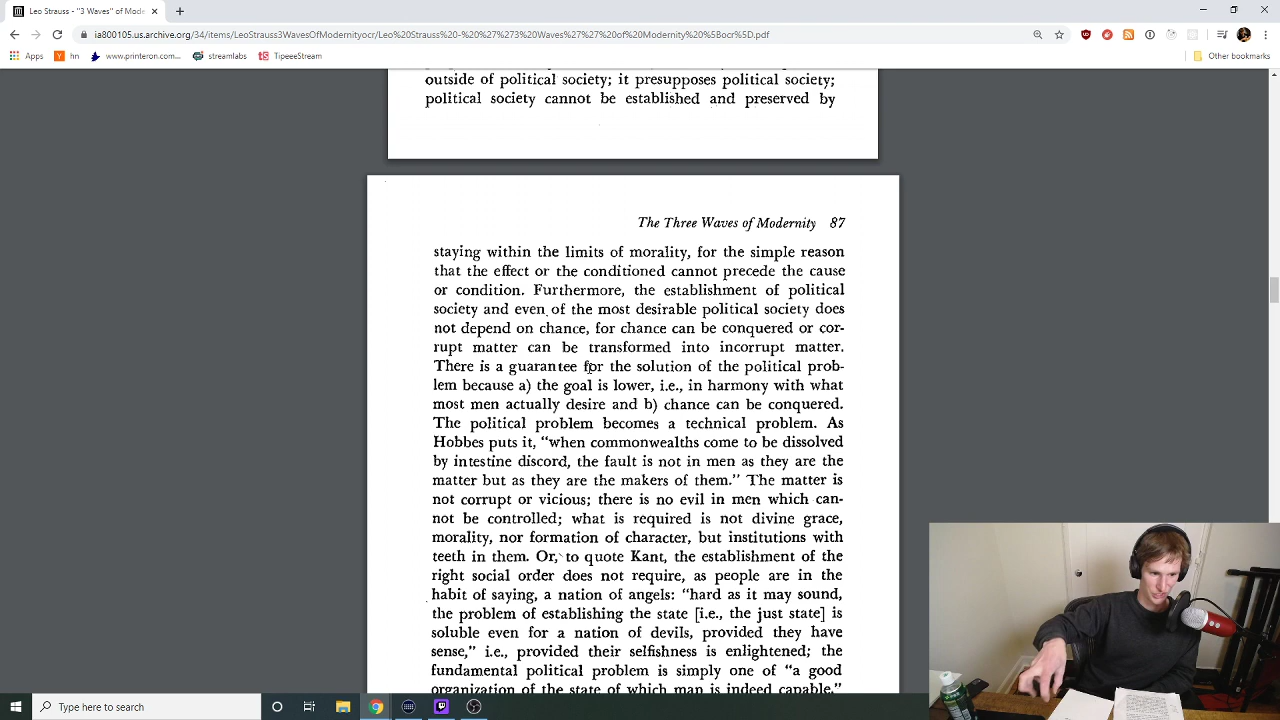 Leo Strauss - "3 Waves" of Mode
ia800105.us.archive.org/34/items/LeoStrauss3WavesOfModernityocr/Leo%20Strauss%20-%20%27%273%20Waves%27%27%20of%20Modernity%20%5Bocr%5D.pdf
Apps
hn
www.printeron.com...
streamlabs
TipeeeStream
Other bookmarks
outside of political society; it presupposes political society;
political society cannot be established and preserved by
The Three Waves of Modernity 87
staying within the limits of morality, for the simple reason
that the effect or the conditioned cannot precede the cause
or condition. Furthermore, the establishment of political
society and even of the most desirable political society does
not depend on chance, for chance can be conquered or cor-
rupt matter can be transformed into incorrupt matter.
There is a guarantee for the solution of the political prob-
lem because a) the goal is lower, i.e., in harmony with what
most men actually desire and b) chance can be conquered.
The political problem becomes a technical problem. As
Hobbes puts it, "when commonwealths come to be dissolved
by intestine discord, the fault is not in men as they are the
matter but as they are the makers of them." The matter is
not corrupt or vicious; there is no evil in men which can-
not be controlled; what is required is not divine grace,
morality, nor formation of character, but institutions with
teeth in them. Or, to quote Kant, the establishment of the
right social order does not require, as people are in the
habit of saying, a nation of angels: "hard as it may sound,
the problem of establishing the state [i.e., the just state] is
soluble even for a nation of devils, provided they have
sense," i.e., provided their selfishness is enlightened; the
fundamental political problem is simply one of "a good
organization of the state of which man is indeed capable."
Type here to search